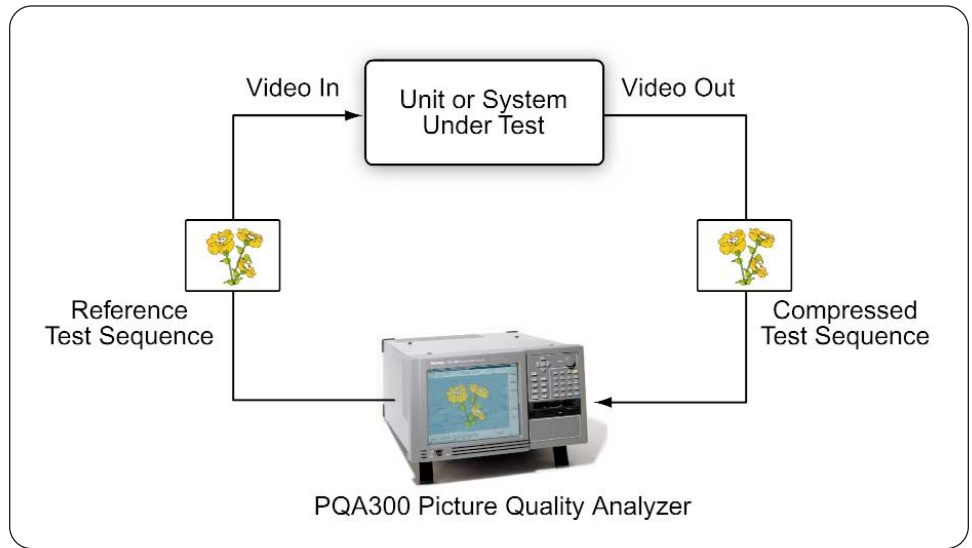 Video In
Unit or System
Under Test
Video Out
Reference
Test Sequence
Compressed
Test Sequence
PQA300 Picture Quality Analyzer